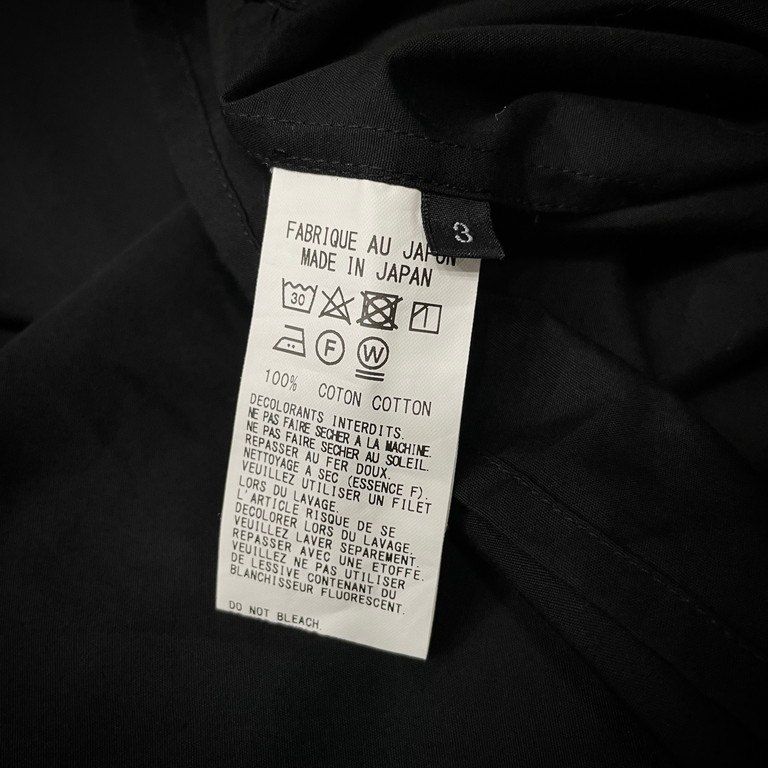 3
FABRIQUE AU JAPON
MADE IN JAPAN
30
F
W
100% COTON COTTON
DECOLORANTS INTERDITS.
NE PAS FAIRE SECHER A LA MACHINE.
NE PAS FAIRE SECHER AU SOLEIL.
REPASSER AU FER DOUX.
NETTOYAGE A SEC (ESSENCE F).
VEUILLEZ UTILISER UN FILET
LORS DU LAVAGE.
L'ARTICLE RISQUE DE SE
DECOLORER LORS DU LAVAGE.
VEUILLEZ LAVER SEPAREMENT.
REPASSER AVEC UNE ETOFFE.
VEUILLEZ NE PAS UTILISER
DE LESSIVE CONTENANT DU
BLANCHISSEUR FLUORESCENT.
DO NOT BLEACH.